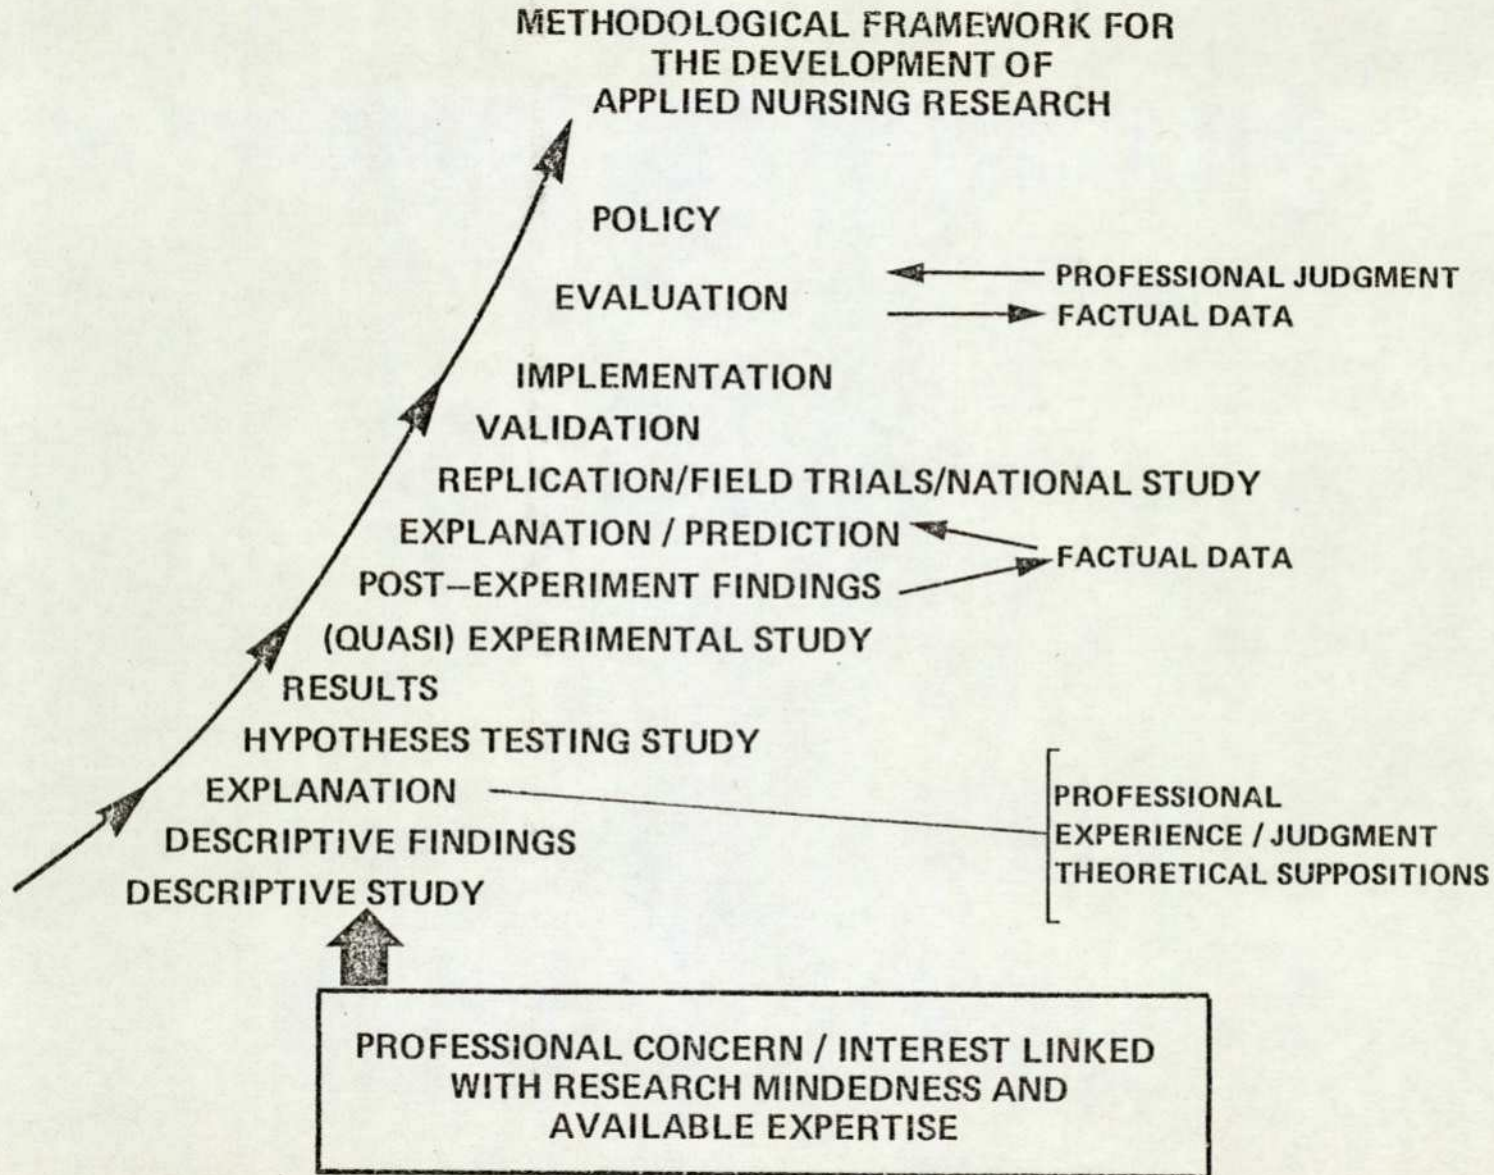 METHODOLOGICAL FRAMEWORK FOR
THE DEVELOPMENT OF
APPLIED NURSING RESEARCH
POLICY
EVALUATION
PROFESSIONAL JUDGMENT
FACTUAL DATA
IMPLEMENTATION
VALIDATION
REPLICATION/FIELD TRIALS/NATIONAL STUDY
EXPLANATION / PREDICTION
FACTUAL DATA
POST–EXPERIMENT FINDINGS
(QUASI) EXPERIMENTAL STUDY
RESULTS
HYPOTHESES TESTING STUDY
EXPLANATION
PROFESSIONAL
EXPERIENCE / JUDGMENT
THEORETICAL SUPPOSITIONS
DESCRIPTIVE FINDINGS
DESCRIPTIVE STUDY
PROFESSIONAL CONCERN / INTEREST LINKED
WITH RESEARCH MINDEDNESS AND
AVAILABLE EXPERTISE